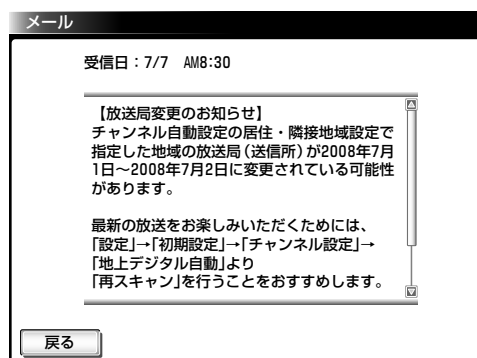 メール
受信日：7/7 AM8:30
【放送局変更のお知らせ】
チャンネル自動設定の居住・隣接地域設定で
指定した地域の放送局（送信所）が2008年7月
1日～2008年7月2日に変更されている可能性
があります。
最新の放送をお楽しみいただくためには、
｢設定｣→｢初期設定｣→｢チャンネル設定｣→
｢地上デジタル自動｣より
｢再スキャン｣を行うことをおすすめします。
戻る